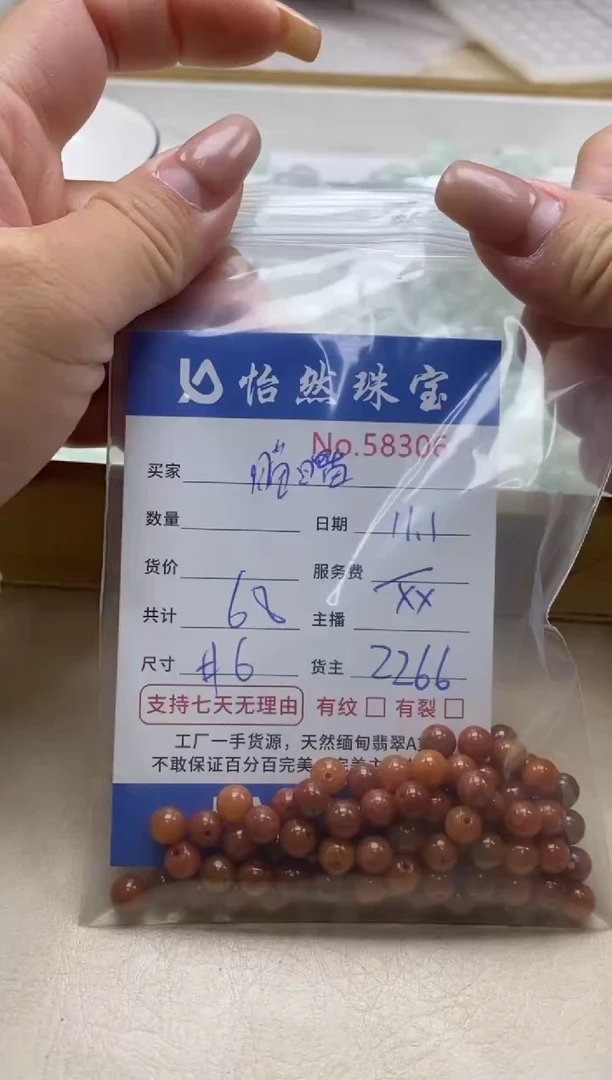 怡然珠宝
No.58306
买家
数量 日期 11.1
货价 服务费
共计 68 主播 XX
尺寸 #6 货主 2266
支持七天无理由 有纹 有裂
工厂一手货源，天然缅甸翡翠A
不敢保证百分百完美